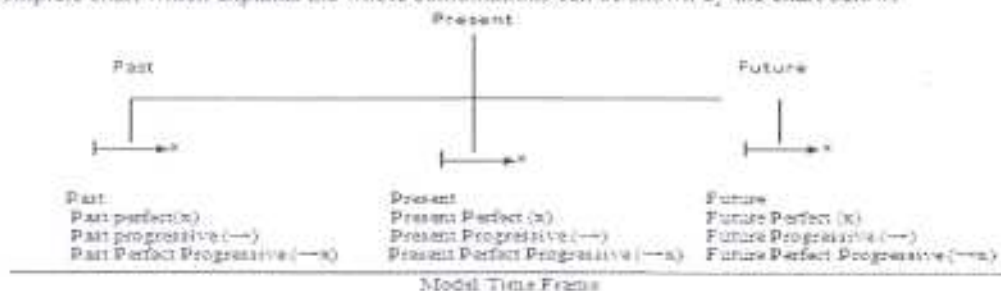 Present
Past Future
x x x
Past Present Future
Past perfect(x) Present Perfect (x) Future Perfect (x)
Past progressive (→) Present Progressive (→) Future Progressive (→)
Past Perfect Progressive (→x) Present Perfect Progressive (→x) Future Perfect Progressive (→x)
Model Time Frame